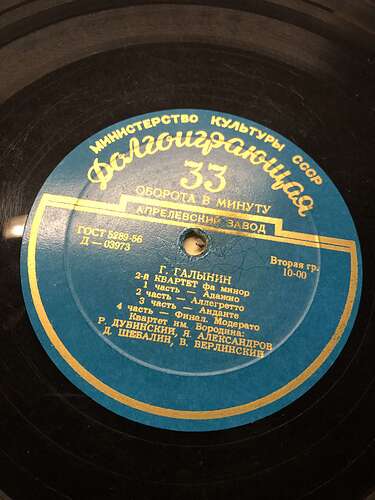 МИНИСТЕРСТВО КУЛЬТУРЫ СССР
Долгоиграющая
33
ОБОРОТА В МИНУТУ
АПРЕЛЕВСКИЙ ЗАВОД
ГОСТ 5289-56
Д — 03973
Вторая гр.
10-00
Г. ГАЛЫНИН
2-й КВАРТЕТ фа минор
1 часть — Адажио
2 часть — Аллегретто
3 часть — Анданте
4 часть — Финал. Модерато
Квартет им. Бородина:
Р. ДУБИНСКИЙ, Я. АЛЕКСАНДРОВ
Д. ШЕБАЛИН, В. БЕРЛИНСКИЙ